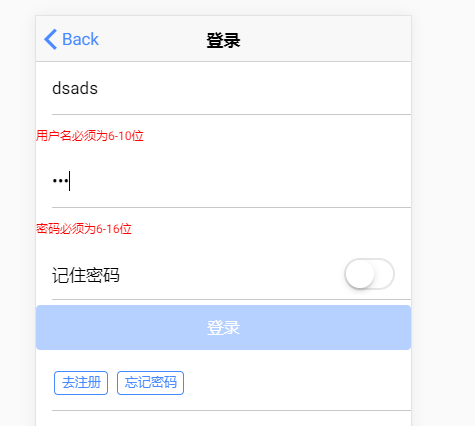 Back 登录
dsads
用户名必须为6-10位
•••
密码必须为6-16位
记住密码
登录
去注册 忘记密码